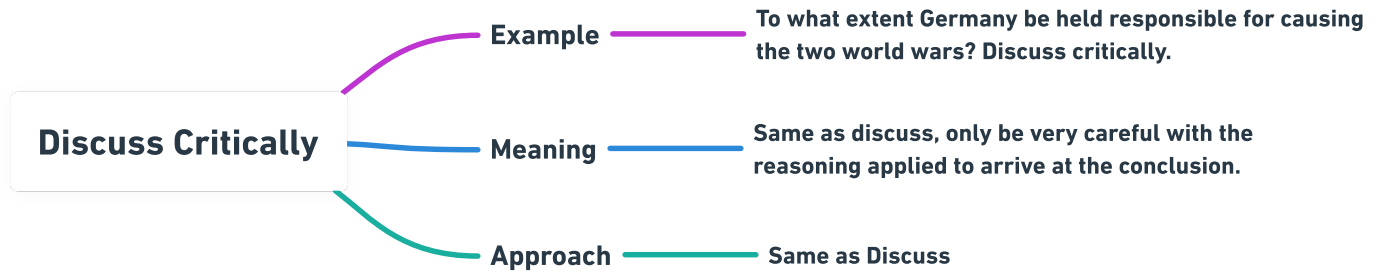 Discuss Critically
Example
To what extent Germany be held responsible for causing
the two world wars? Discuss critically.
Meaning
Same as discuss, only be very careful with the
reasoning applied to arrive at the conclusion.
Approach
Same as Discuss